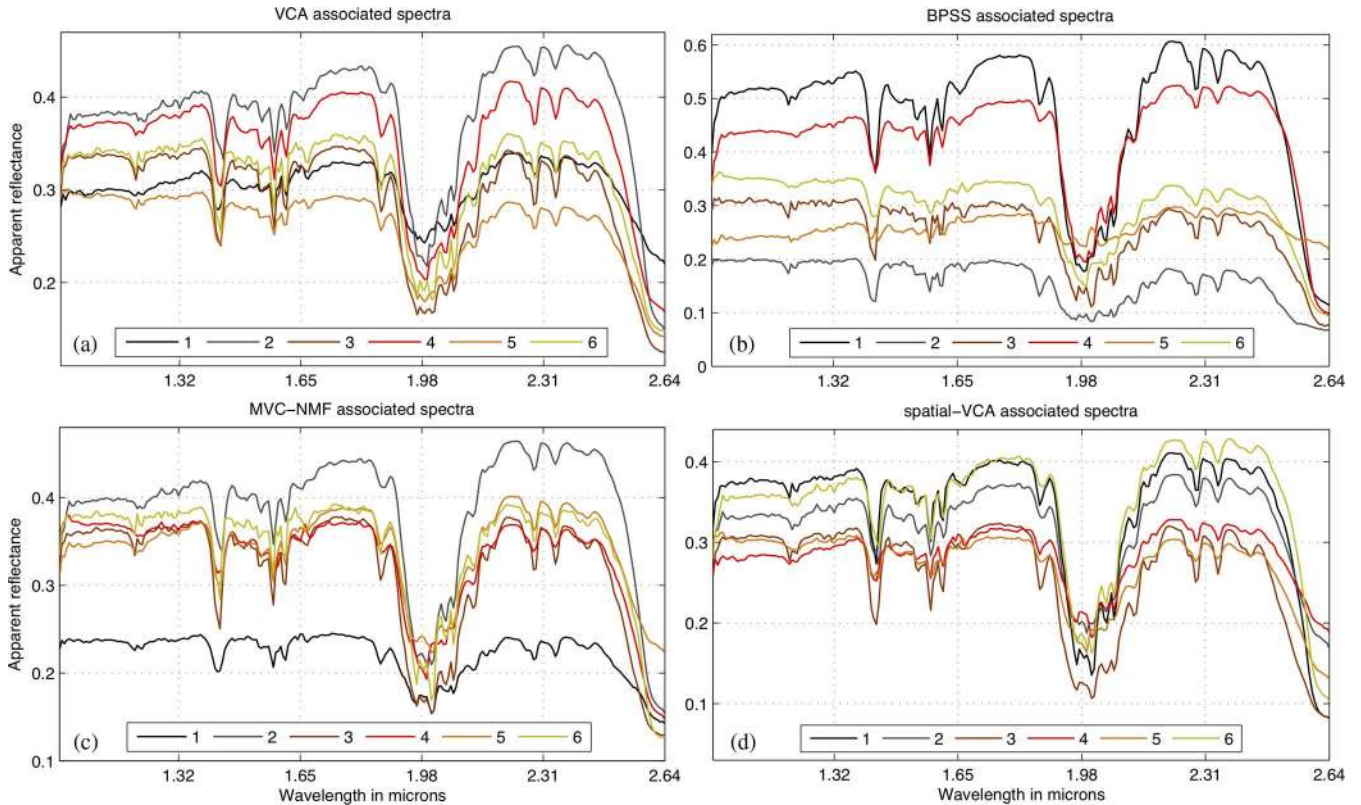 VCA associated spectra
Apparent reflectance
0.4
0.3
0.2
(a)
1 2 3 4 5 6
1.32 1.65 1.98 2.31 2.64
BPSS associated spectra
0.6
0.5
0.4
0.3
0.2
0.1
0
(b)
1 2 3 4 5 6
1.32 1.65 1.98 2.31 2.64
MVC−NMF associated spectra
Apparent reflectance
0.4
0.3
0.2
0.1
(c)
1 2 3 4 5 6
1.32 1.65 1.98 2.31 2.64
Wavelength in microns
spatial−VCA associated spectra
0.4
0.3
0.2
0.1
(d)
1 2 3 4 5 6
1.32 1.65 1.98 2.31 2.64
Wavelength in microns